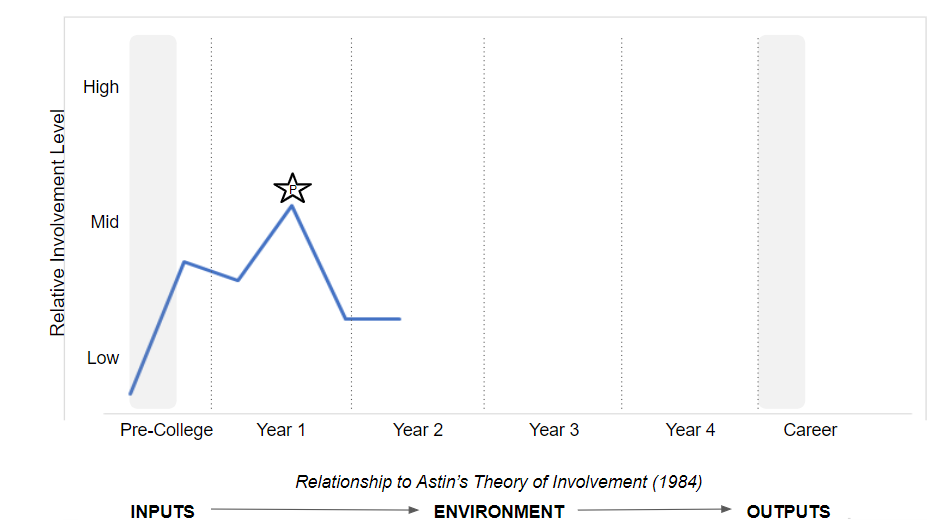 High
Mid
Low
Relative Involvement Level
P
Pre-College Year 1 Year 2 Year 3 Year 4 Career
Relationship to Astin's Theory of Involvement (1984)
INPUTS ENVIRONMENT OUTPUTS